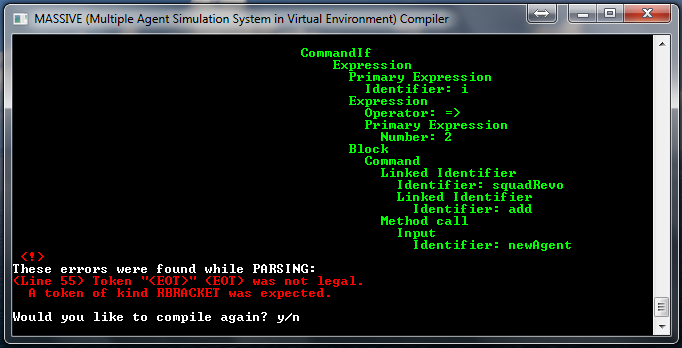 MASSIVE (Multiple Agent Simulation System in Virtual Environment) Compiler
CommandIf
Expression
Primary Expression
Identifier: i
Expression
Operator: =>
Primary Expression
Number: 2
Block
Command
Linked Identifier
Identifier: squadRevo
Linked Identifier
Identifier: add
Method call
Input
Identifier: newAgent
<!>
These errors were found while PARSING:
<Line 55> Token "<EOT>" <EOT> was not legal.
A token of kind RBRACKET was expected.
Would you like to compile again? y/n